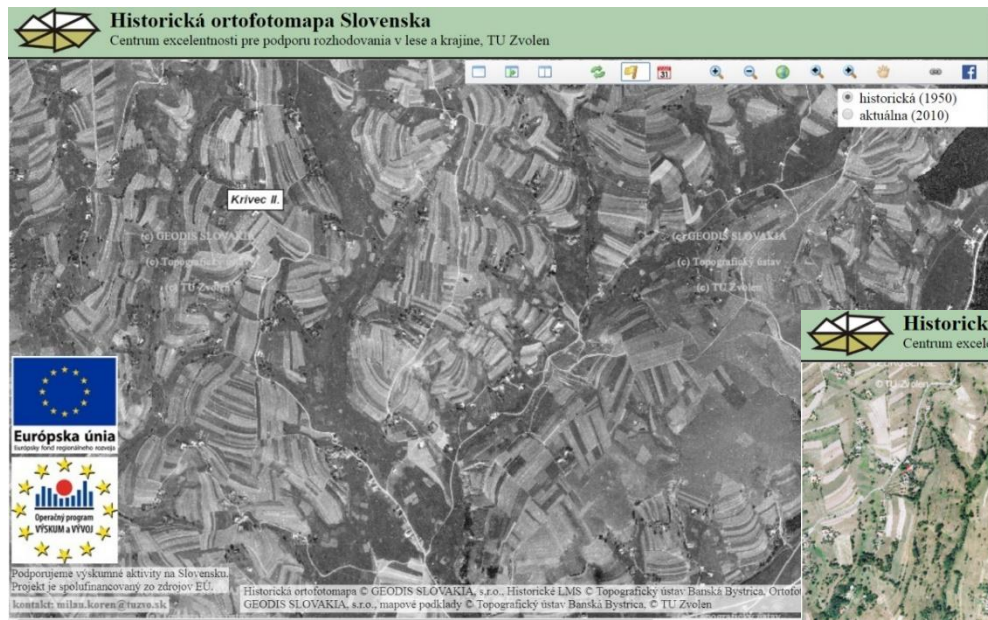 Historická ortofotomapa Slovenska
Centrum excelentnosti pre podporu rozhodovania v lese a krajine, TU Zvolen
31
historická (1950)
aktuálna (2010)
Krivec II.
(c) GEODIS SLOVAKIA
(c) Topografický ústav
(c) TU Zvolen
(c) GEODIS SLOVAKIA
(c) Topografický ústav
(c) TU Zvolen
Historick
Centrum excele
© TU Zvolen
Európska únia
Európsky fond regionálneho rozvoja
Operačný program
VÝSKUM a VÝVOJ
Podporujeme výskumné aktivity na Slovensku.
Projekt je spolufinancovaný zo zdrojov EÚ.
kontakt: milan.koren@tuzvo.sk
Historická ortofotomapa © GEODIS SLOVAKIA, s.r.o., Historické LMS © Topografický ústav Banská Bystrica, Ortofo
GEODIS SLOVAKIA, s.r.o., mapové podklady © Topografický ústav Banská Bystrica, © TU Zvolen